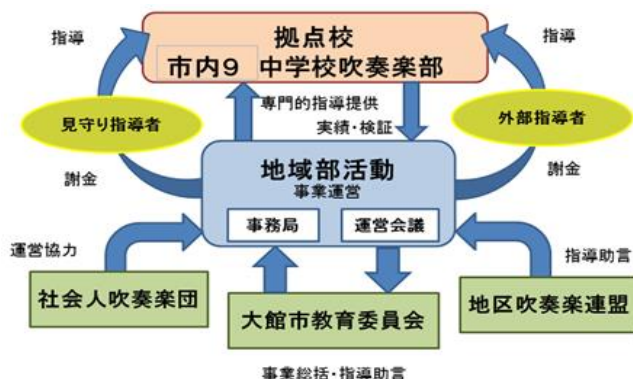 指導
拠点校
指導
市内9 中学校吹奏楽部
専門的指導提供
見守り指導者
外部指導者
実績・検証
地域部活動
謝金
事業運営
謝金
事務局
運営会議
運営協力
指導助言
社会人吹奏楽団
大館市教育委員会
地区吹奏楽連盟
事業総括・指導助言